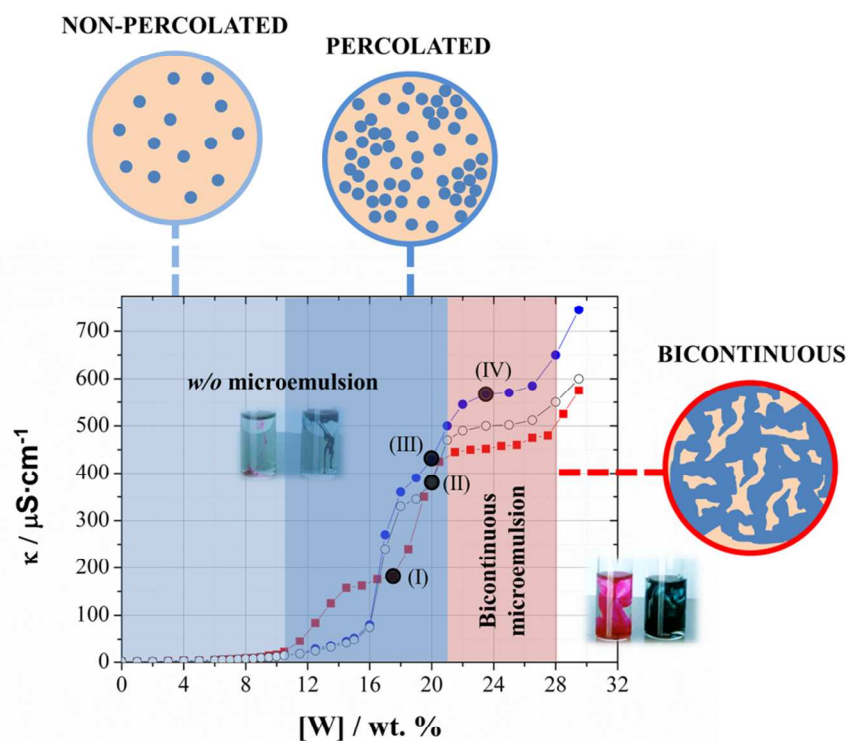 NON-PERCOLATED
PERCOLATED
BICONTINUOUS
w/o microemulsion
Bicontinuous
microemulsion
(I)
(II)
(III)
(IV)
κ / μS·cm⁻¹
700
600
500
400
300
200
100
0
0 4 8 12 16 20 24 28 32
[W] / wt. %